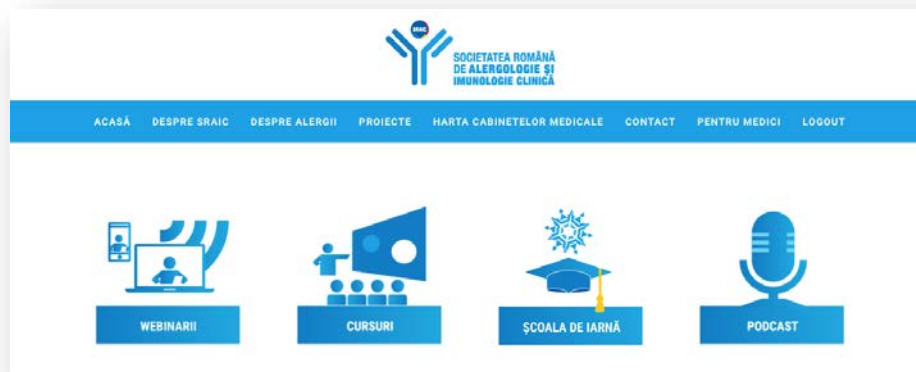 SRAIC
SOCIETATEA ROMÂNĂ
DE ALERGOLOGIE ȘI
IMUNOLOGIE CLINICĂ
ACASĂ DESPRE SRAIC DESPRE ALERGII PROIECTE HARTA CABINETELOR MEDICALE CONTACT PENTRU MEDICI LOGOUT
WEBINARII CURSURI ȘCOALA DE IARNĂ PODCAST